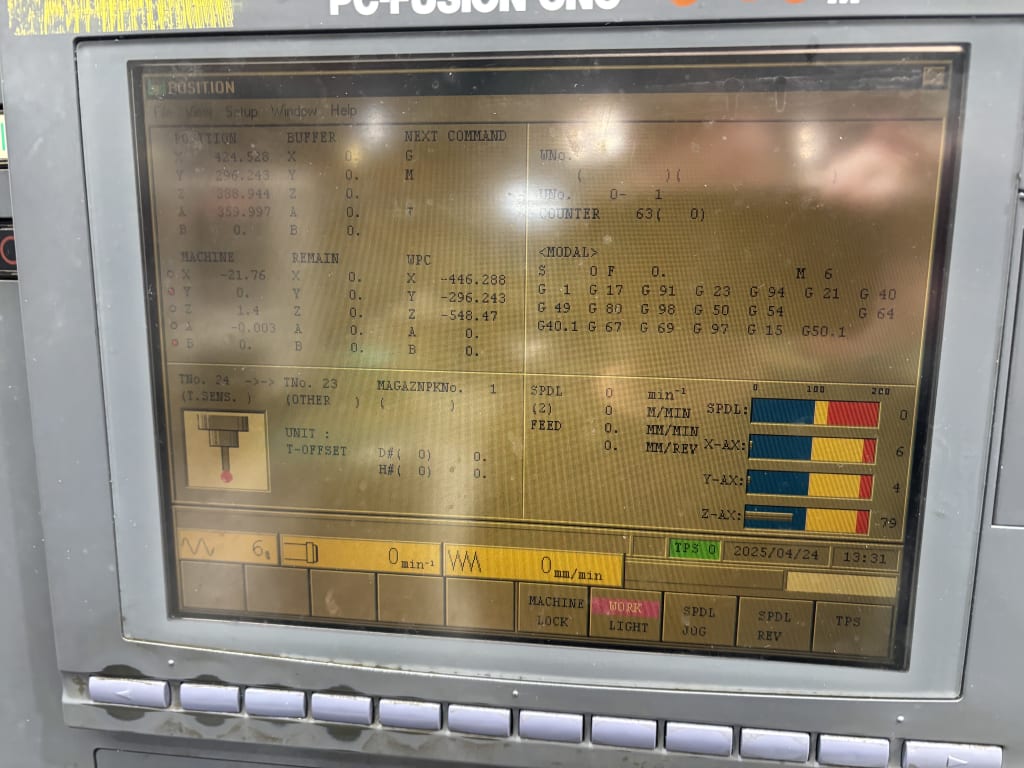 PC-FUSION CNC
POSITION
File View Setup Window Help
POSITION BUFFER NEXT COMMAND
X 424.528 X 0. G
Y 296.243 Y 0. M
Z 388.944 Z 0.
A 359.997 A 0. T
B 0. B 0.
WNo.
( )( )
UNo. 0- 1
COUNTER 63( 0)
MACHINE REMAIN WPC
X -21.76 X 0. X -446.288
Y 0. Y 0. Y -296.243
Z 1.4 Z 0. Z -548.47
A -0.003 A 0. A 0.
B 0. B 0. B 0.
<MODAL>
S 0 F 0. M 6
G 1 G 17 G 91 G 23 G 94 G 21 G 40
G 49 G 80 G 98 G 50 G 54 G 64
G40.1 G 67 G 69 G 97 G 15 G50.1
TNo. 24 ->-> TNo. 23 MAGAZNPKNo. 1
(T.SENS. ) (OTHER ) ( )
UNIT :
T-OFFSET D#( 0) 0.
H#( 0) 0.
SPDL 0 min⁻¹
(2) 0. M/MIN
FEED 0. MM/MIN
0. MM/REV
0 100 200
SPDL: 0
X-AX: 6
Y-AX: 4
Z-AX: 79
TPS 0 2025/04/24 13:31
0min⁻¹ 0mm/min
MACHINE LOCK
WORK LIGHT
SPDL JOG
SPDL REV
TPS